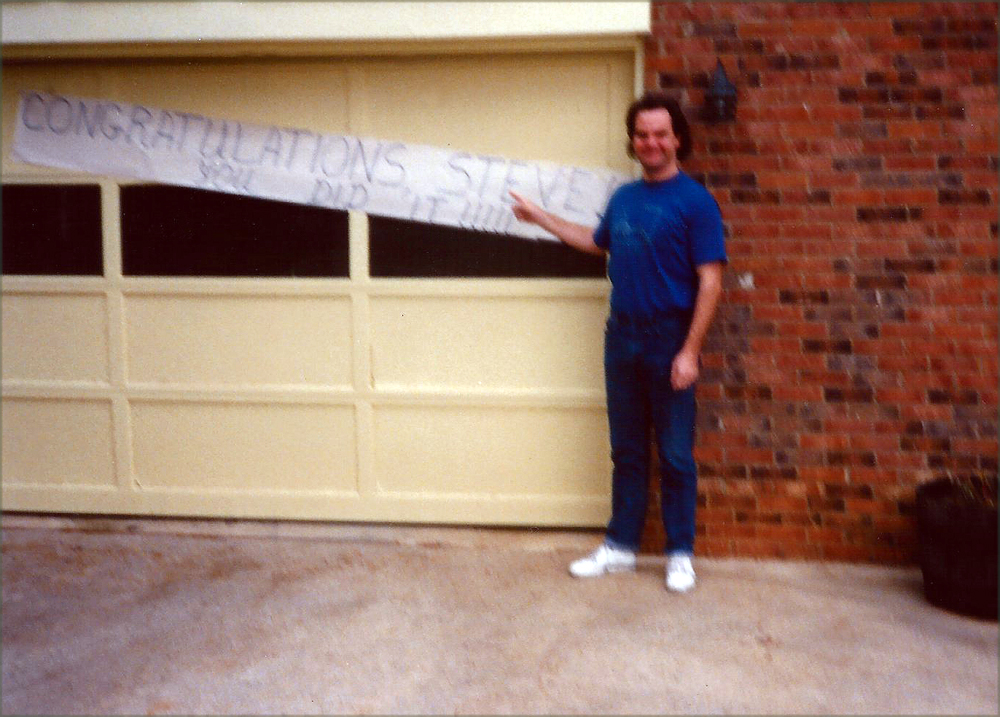 CONGRATULATIONS, STEVE
YOU DID IT !!!!!